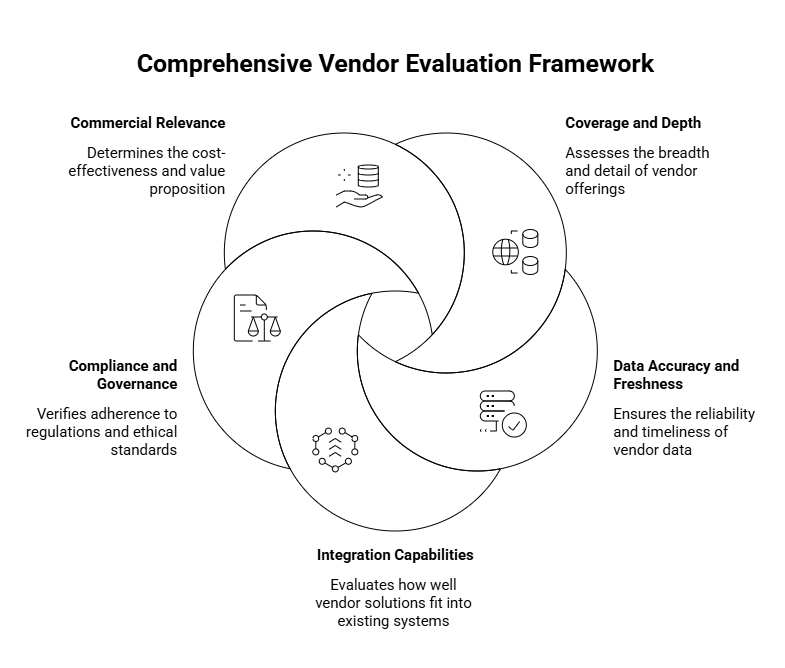 Comprehensive Vendor Evaluation Framework
Commercial Relevance
Determines the cost-
effectiveness and value
proposition
Coverage and Depth
Assesses the breadth
and detail of vendor
offerings
Compliance and
Governance
Verifies adherence to
regulations and ethical
standards
Data Accuracy and
Freshness
Ensures the reliability
and timeliness of
vendor data
Integration Capabilities
Evaluates how well
vendor solutions fit into
existing systems